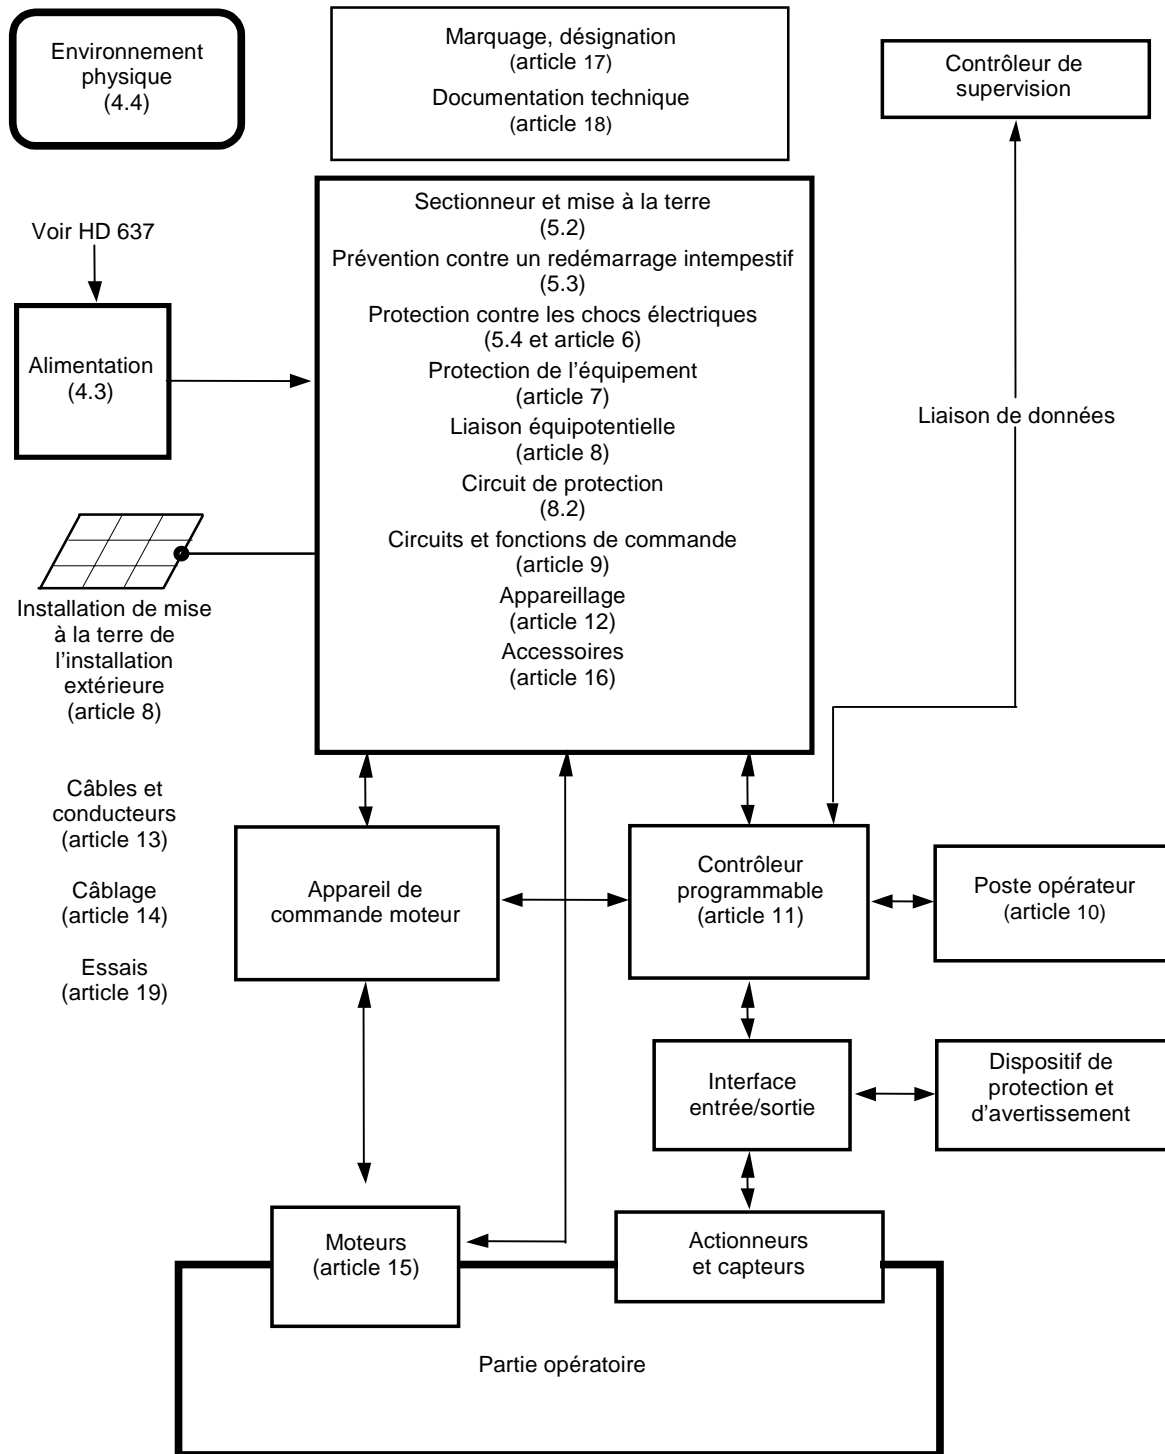 Environnement
physique
(4.4)
Marquage, désignation
(article 17)
Documentation technique
(article 18)
Contrôleur de
supervision
Voir HD 637
Alimentation
(4.3)
Sectionneur et mise à la terre
(5.2)
Prévention contre un redémarrage intempestif
(5.3)
Protection contre les chocs électriques
(5.4 et article 6)
Protection de l’équipement
(article 7)
Liaison équipotentielle
(article 8)
Circuit de protection
(8.2)
Circuits et fonctions de commande
(article 9)
Appareillage
(article 12)
Accessoires
(article 16)
Liaison de données
Installation de mise
à la terre de
l’installation
extérieure
(article 8)
Câbles et
conducteurs
(article 13)
Câblage
(article 14)
Essais
(article 19)
Appareil de
commande moteur
Contrôleur
programmable
(article 11)
Poste opérateur
(article 10)
Interface
entrée/sortie
Dispositif de
protection et
d'avertissement
Moteurs
(article 15)
Actionneurs
et capteurs
Partie opératoire